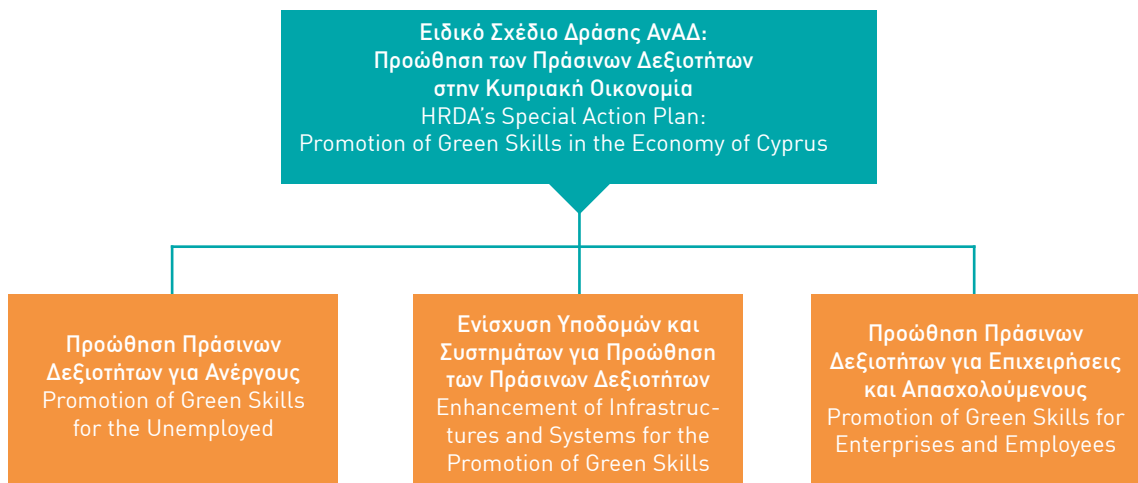 Ειδικό Σχέδιο Δράσης ΑνΑΔ:
Προώθηση των Πράσινων Δεξιοτήτων
στην Κυπριακή Οικονομία
HRDA's Special Action Plan:
Promotion of Green Skills in the Economy of Cyprus
Προώθηση Πράσινων
Δεξιοτήτων για Ανέργους
Promotion of Green Skills
for the Unemployed
Ενίσχυση Υποδομών και
Συστημάτων για Προώθηση
των Πράσινων Δεξιοτήτων
Enhancement of Infrastruc-
tures and Systems for the
Promotion of Green Skills
Προώθηση Πράσινων
Δεξιοτήτων για Επιχειρήσεις
και Απασχολούμενους
Promotion of Green Skills for
Enterprises and Employees